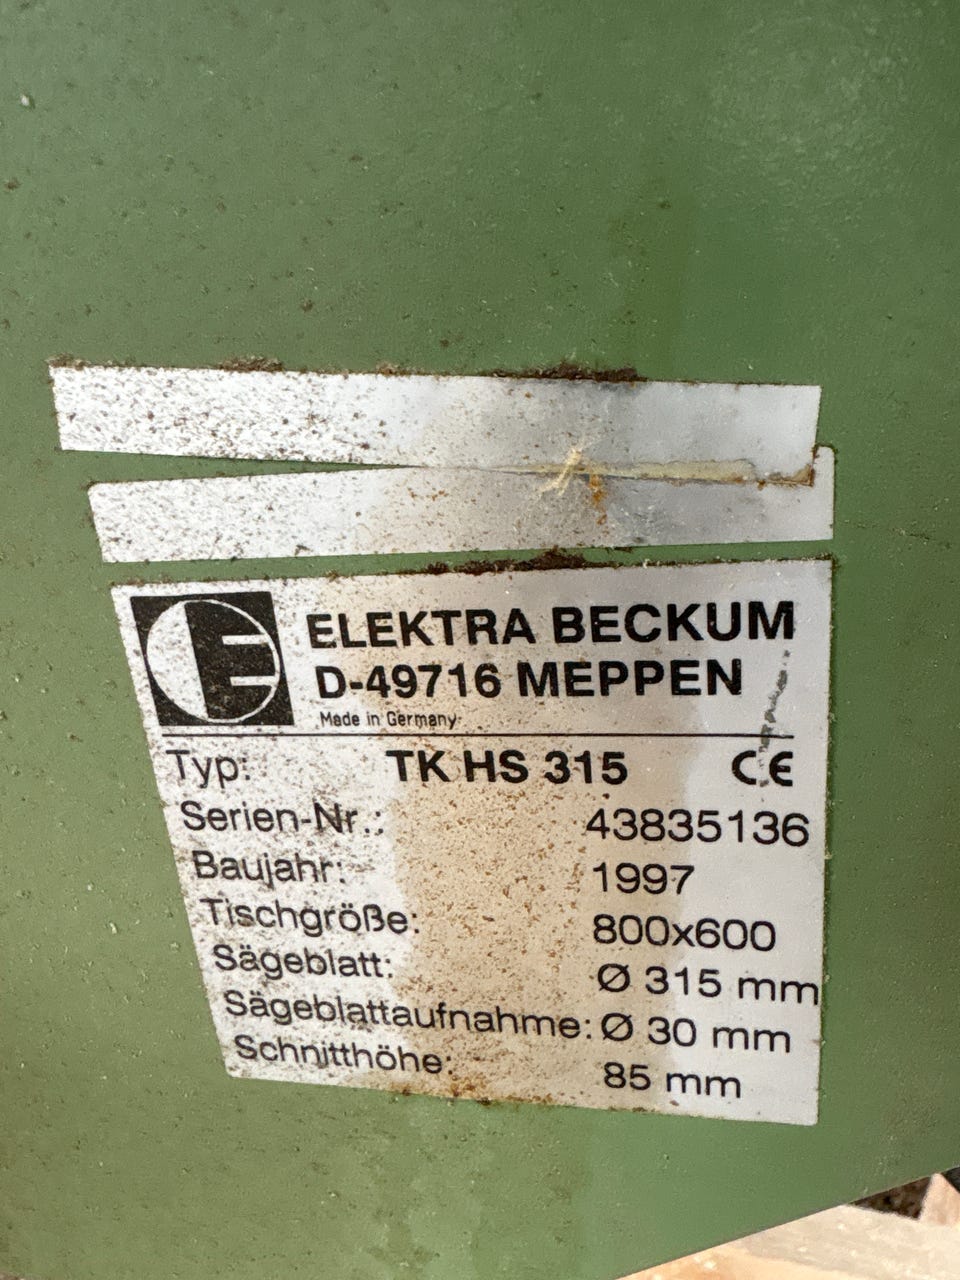 ELEKTRA BECKUM
D-49716 MEPPEN
Made in Germany
Typ: TK HS 315 CE
Serien-Nr.: 43835136
Baujahr: 1997
Tischgröße: 800x600
Sägeblatt: Ø 315 mm
Sägeblattaufnahme: Ø 30 mm
Schnitthöhe: 85 mm